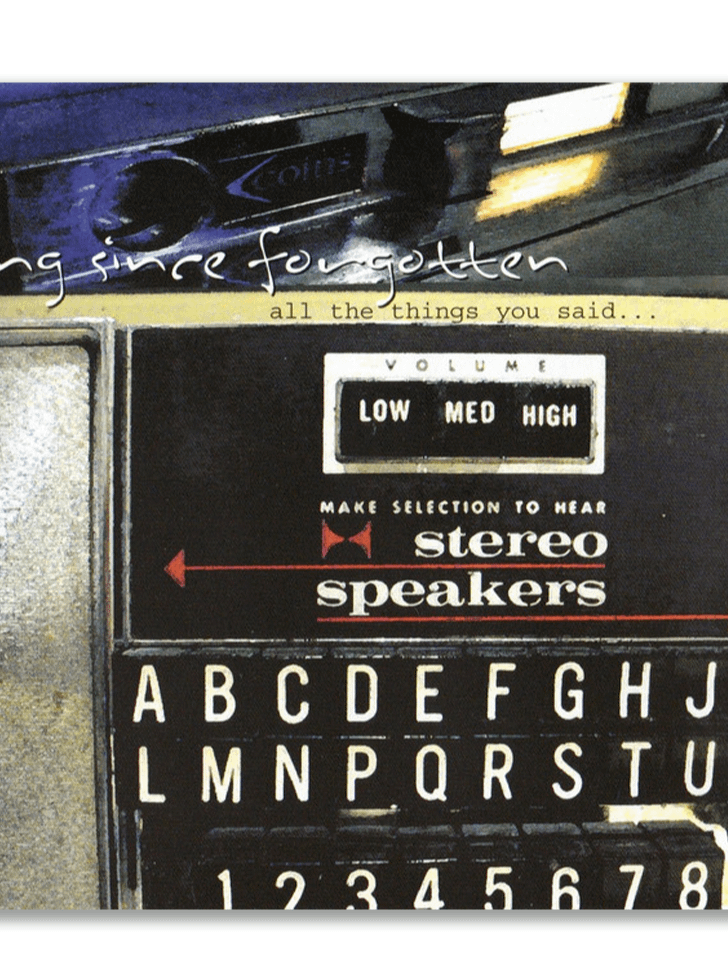 coins
ng since forgotten
all the things you said...
VOLUME
LOW MED HIGH
MAKE SELECTION TO HEAR
stereo
speakers
A B C D E F G H J
L M N P Q R S T U
1 2 3 4 5 6 7 8